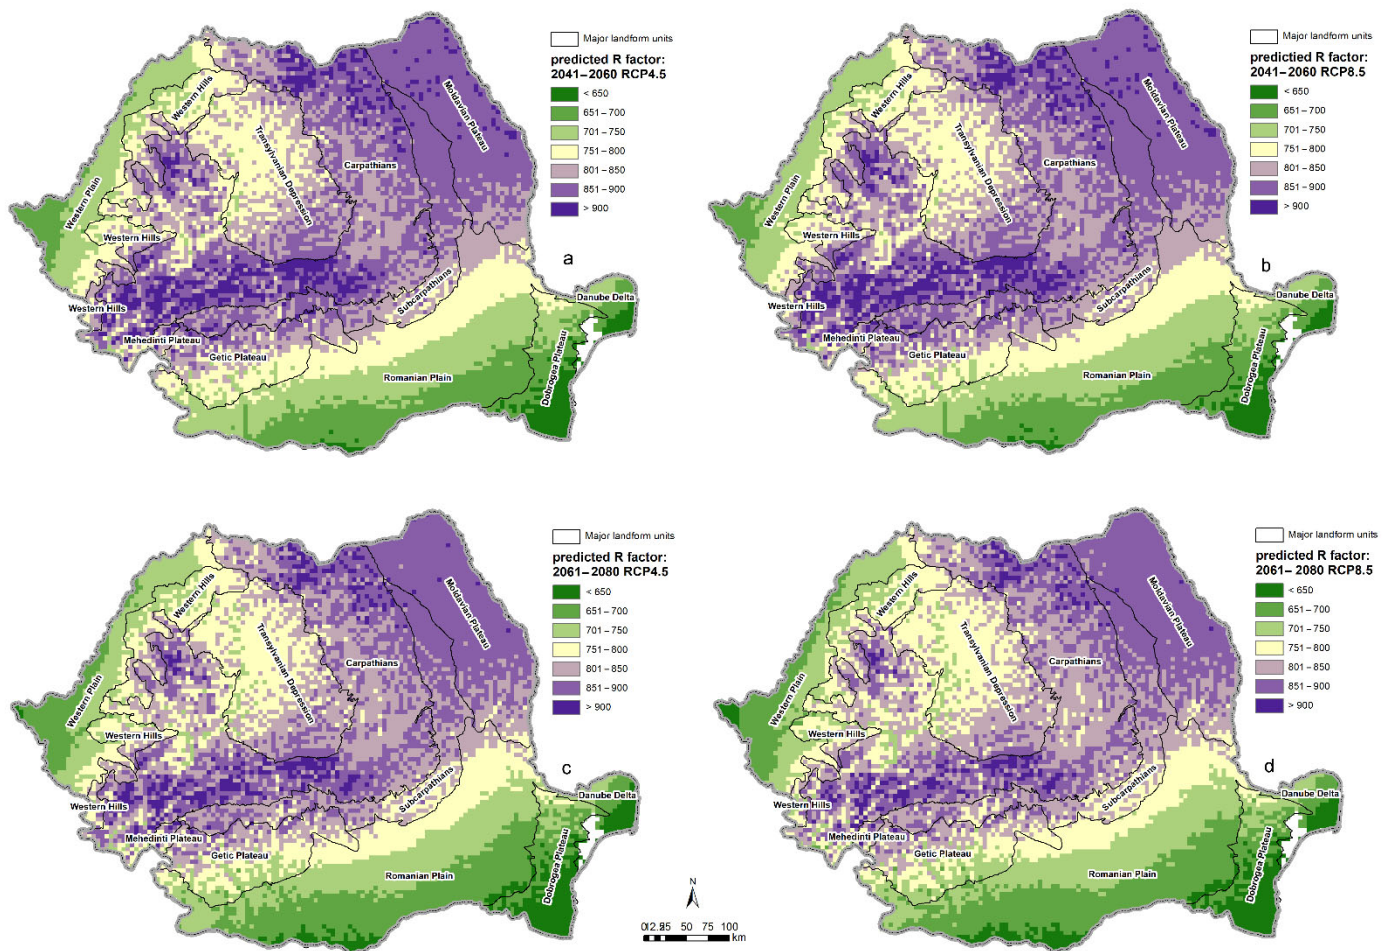 Major landform units
predicted R factor:
2041–2060 RCP4.5
< 650
651–700
701–750
751–800
801–850
851–900
> 900
Western Hills
Moldavian Plateau
Transylvanian Depression
Carpathians
Western Plain
Western Hills
Subcarpathians
a
Western Hills
Danube Delta
Mehedinti Plateau
Getic Plateau
Romanian Plain
Dobrogea Plateau
Major landform units
predictied R factor:
2041–2060 RCP8.5
< 650
651–700
701–750
751–800
801–850
851–900
> 900
Western Hills
Moldavian Plateau
Transylvanian Depression
Carpathians
Western Plain
Western Hills
Subcarpathians
b
Western Hills
Danube Delta
Mehedinti Plateau
Getic Plateau
Romanian Plain
Dobrogea Plateau
Major landform units
predicted R factor:
2061–2080 RCP4.5
< 650
651–700
701–750
751–800
801–850
851–900
> 900
Western Hills
Moldavian Plateau
Transylvanian Depression
Carpathians
Western Plain
Western Hills
Subcarpathians
c
Western Hills
Danube Delta
Mehedinti Plateau
Getic Plateau
Romanian Plain
Dobrogea Plateau
Major landform units
predicted R factor:
2061–2080 RCP8.5
< 650
651–700
701–750
751–800
801–850
851–900
> 900
Western Hills
Moldavian Plateau
Transylvanian Depression
Carpathians
Western Plain
Western Hills
Subcarpathians
d
Western Hills
Danube Delta
Mehedinti Plateau
Getic Plateau
Romanian Plain
Dobrogea Plateau
N
50 75 100
km